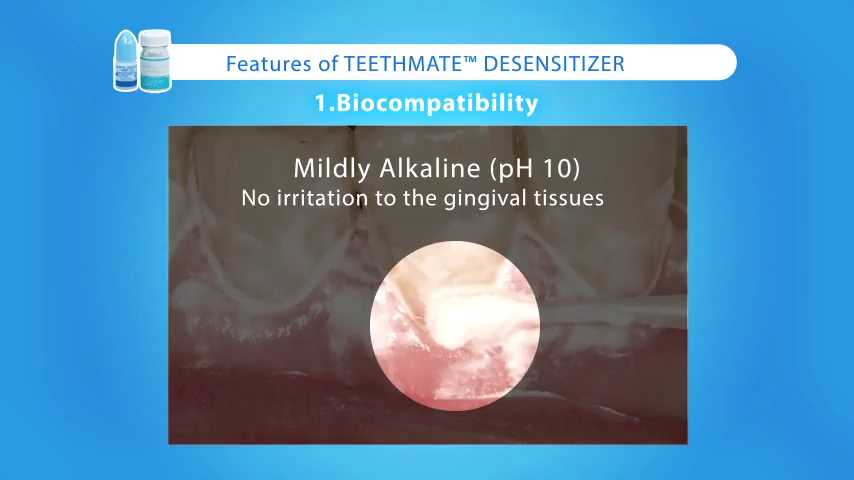 Features of TEETHMATE™ DESENSITIZER
1.Biocompatibility
Mildly Alkaline (pH 10)
No irritation to the gingival tissues